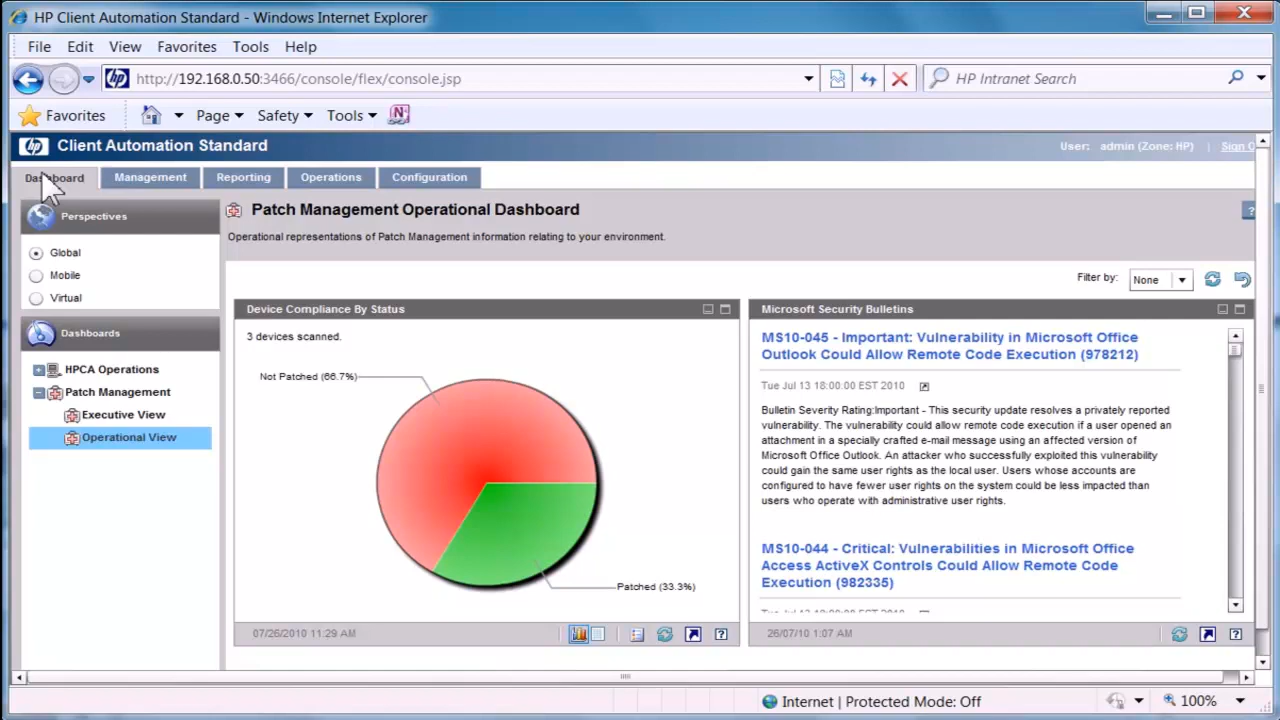 HP Client Automation Standard - Windows Internet Explorer
File Edit View Favorites Tools Help
http://192.168.0.50:3466/console/flex/console.jsp
HP Intranet Search
Favorites
Page Safety Tools
Client Automation Standard
User: admin (Zone: HP) | Sign
Dashboard Management Reporting Operations Configuration
Perspectives
Global
Mobile
Virtual
Dashboards
HPCA Operations
Patch Management
Executive View
Operational View
Patch Management Operational Dashboard
Operational representations of Patch Management information relating to your environment.
Filter by: None
Device Compliance By Status
3 devices scanned.
Not Patched (66.7%)
Patched (33.3%)
07/26/2010 11:29 AM
Microsoft Security Bulletins
MS10-045 - Important: Vulnerability in Microsoft Office
Outlook Could Allow Remote Code Execution (978212)
Tue Jul 13 18:00:00 EST 2010
Bulletin Severity Rating:Important - This security update resolves a privately reported
vulnerability. The vulnerability could allow remote code execution if a user opened an
attachment in a specially crafted e-mail message using an affected version of
Microsoft Office Outlook. An attacker who successfully exploited this vulnerability
could gain the same user rights as the local user. Users whose accounts are
configured to have fewer user rights on the system could be less impacted than
users who operate with administrative user rights.
MS10-044 - Critical: Vulnerabilities in Microsoft Office
Access ActiveX Controls Could Allow Remote Code
Execution (982335)
26/07/10 1:07 AM
Internet | Protected Mode: Off
100%